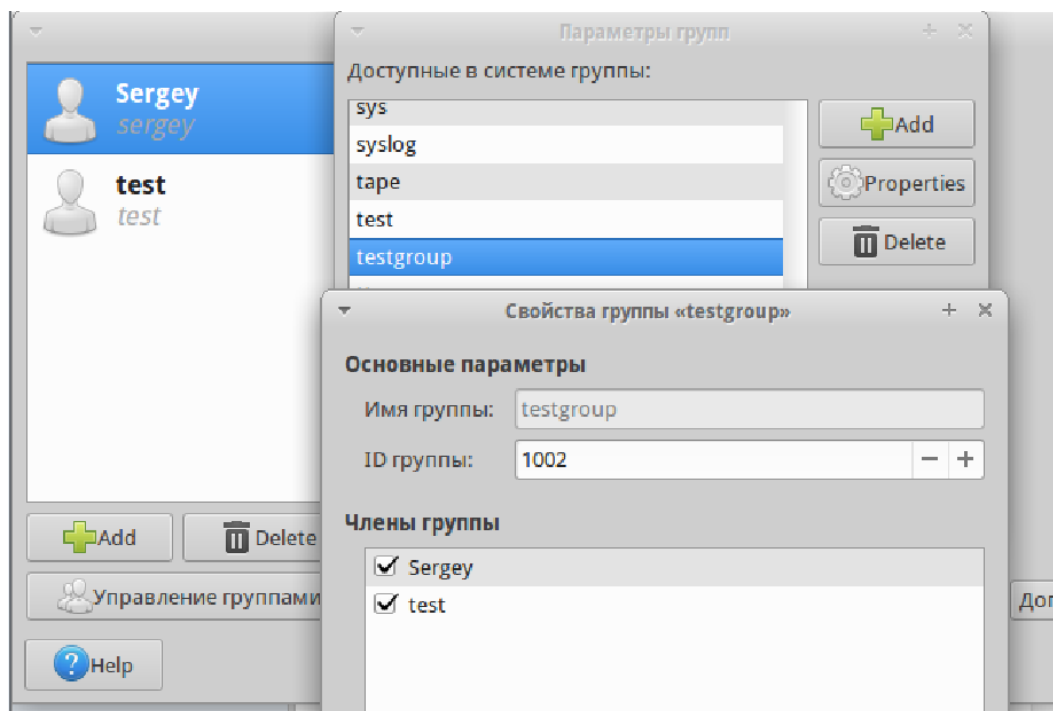 Sergey
sergey
test
test
Add
Delete
Управление группами
Help
Параметры групп
Доступные в системе группы:
sys
syslog
tape
test
testgroup
Add
Properties
Delete
Свойства группы «testgroup»
Основные параметры
Имя группы: testgroup
ID группы: 1002
Члены группы
Sergey
test